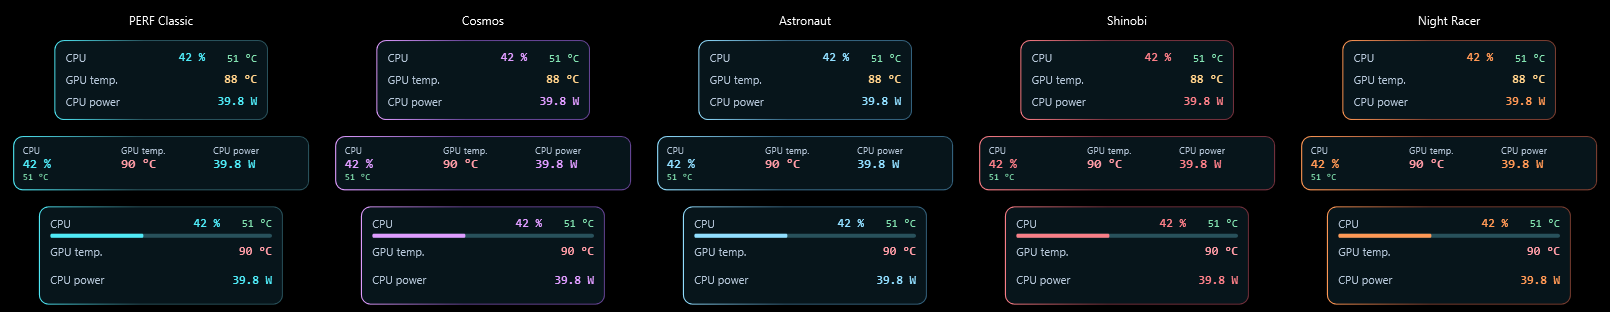 PERF Classic
CPU 42 % 51 °C
GPU temp. 88 °C
CPU power 39.8 W
CPU GPU temp. CPU power
42 % 90 °C 39.8 W
51 °C
CPU 42 % 51 °C
GPU temp. 90 °C
CPU power 39.8 W
Cosmos
CPU 42 % 51 °C
GPU temp. 88 °C
CPU power 39.8 W
CPU GPU temp. CPU power
42 % 90 °C 39.8 W
51 °C
CPU 42 % 51 °C
GPU temp. 90 °C
CPU power 39.8 W
Astronaut
CPU 42 % 51 °C
GPU temp. 88 °C
CPU power 39.8 W
CPU GPU temp. CPU power
42 % 90 °C 39.8 W
51 °C
CPU 42 % 51 °C
GPU temp. 90 °C
CPU power 39.8 W
Shinobi
CPU 42 % 51 °C
GPU temp. 88 °C
CPU power 39.8 W
CPU GPU temp. CPU power
42 % 90 °C 39.8 W
51 °C
CPU 42 % 51 °C
GPU temp. 90 °C
CPU power 39.8 W
Night Racer
CPU 42 % 51 °C
GPU temp. 88 °C
CPU power 39.8 W
CPU GPU temp. CPU power
42 % 90 °C 39.8 W
51 °C
CPU 42 % 51 °C
GPU temp. 90 °C
CPU power 39.8 W